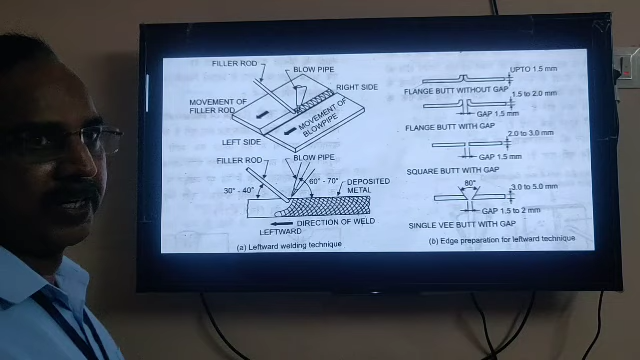 FILLER ROD
BLOW PIPE
RIGHT SIDE
MOVEMENT OF
FILLER ROD
MOVEMENT OF
BLOWPIPE
LEFT SIDE
FILLER ROD
BLOW PIPE
30° - 40°
60° - 70°
DEPOSITED
METAL
DIRECTION OF WELD
LEFTWARD
(a) Leftward welding technique
UPTO 1.5 mm
FLANGE BUTT WITHOUT GAP
1.5 to 2.0 mm
GAP 1.5 mm
FLANGE BUTT WITH GAP
2.0 to 3.0 mm
GAP 1.5 mm
SQUARE BUTT WITH GAP
80°
3.0 to 5.0 mm
GAP 1.5 to 2 mm
SINGLE VEE BUTT WITH GAP
(b) Edge preparation for leftward technique